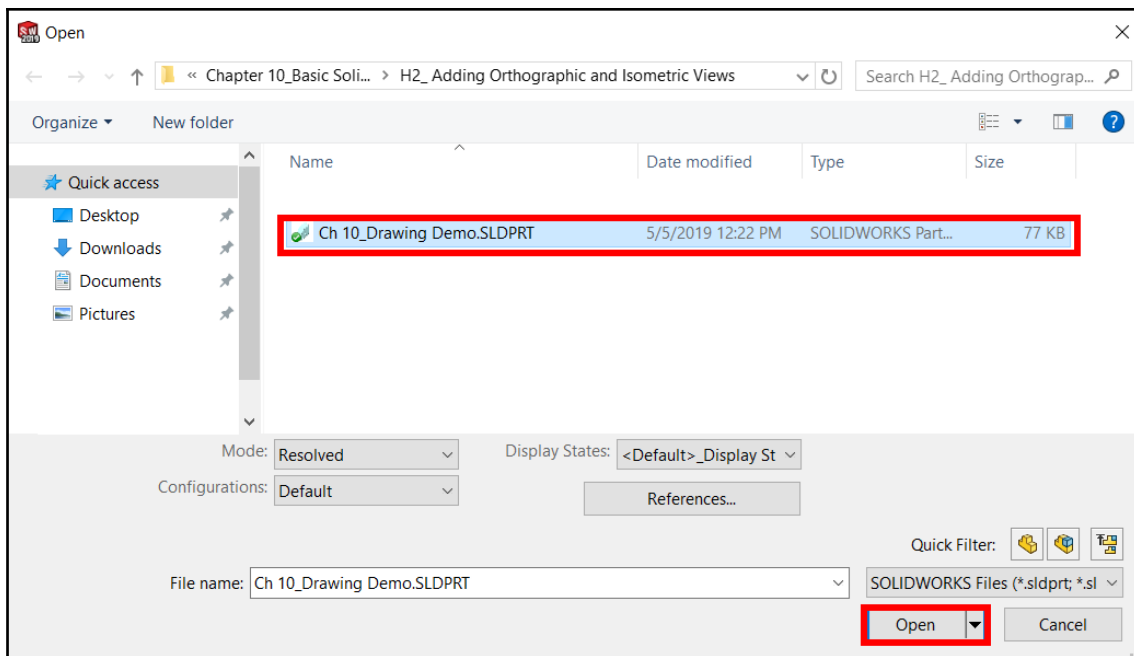 SW 2019 Open
« Chapter 10_Basic Soli... > H2_ Adding Orthographic and Isometric Views
Search H2_ Adding Orthograp...
Organize New folder ?
Name Date modified Type Size
Quick access
Desktop
Ch 10_Drawing Demo.SLDPRT 5/5/2019 12:22 PM SOLIDWORKS Part... 77 KB
Downloads
Documents
Pictures
Mode: Resolved Display States: <Default>_Display St
Configurations: Default References...
Quick Filter:
File name: Ch 10_Drawing Demo.SLDPRT SOLIDWORKS Files (*.sldprt; *.sl
Open Cancel